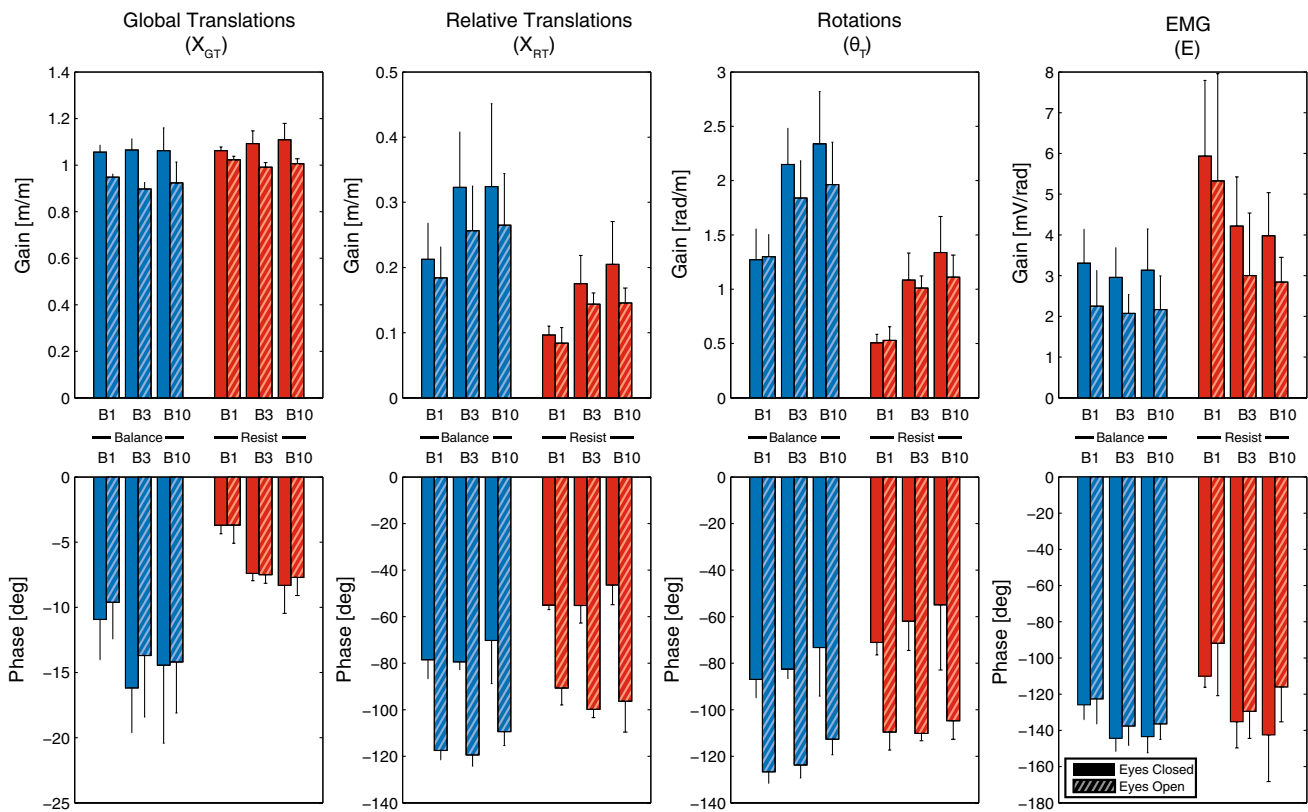 Global Translations
(X_GT)
Relative Translations
(X_RT)
Rotations
(θ_T)
EMG
(E)
Gain [m/m]
1.4
1.2
1
0.8
0.6
0.4
0.2
0
B1 B3 B10 B1 B3 B10
Gain [m/m]
0.5
0.4
0.3
0.2
0.1
0
B1 B3 B10 B1 B3 B10
Gain [rad/m]
3
2.5
2
1.5
1
0.5
0
B1 B3 B10 B1 B3 B10
Gain [mV/rad]
8
7
6
5
4
3
2
1
0
B1 B3 B10 B1 B3 B10
Balance Resist
Balance Resist
Balance Resist
Balance Resist
B1 B3 B10 B1 B3 B10
Phase [deg]
0
−5
−10
−15
−20
−25
B1 B3 B10 B1 B3 B10
Phase [deg]
0
−20
−40
−60
−80
−100
−120
−140
B1 B3 B10 B1 B3 B10
Phase [deg]
0
−20
−40
−60
−80
−100
−120
−140
B1 B3 B10 B1 B3 B10
Phase [deg]
0
−20
−40
−60
−80
−100
−120
−140
−160
−180
Eyes Closed
Eyes Open